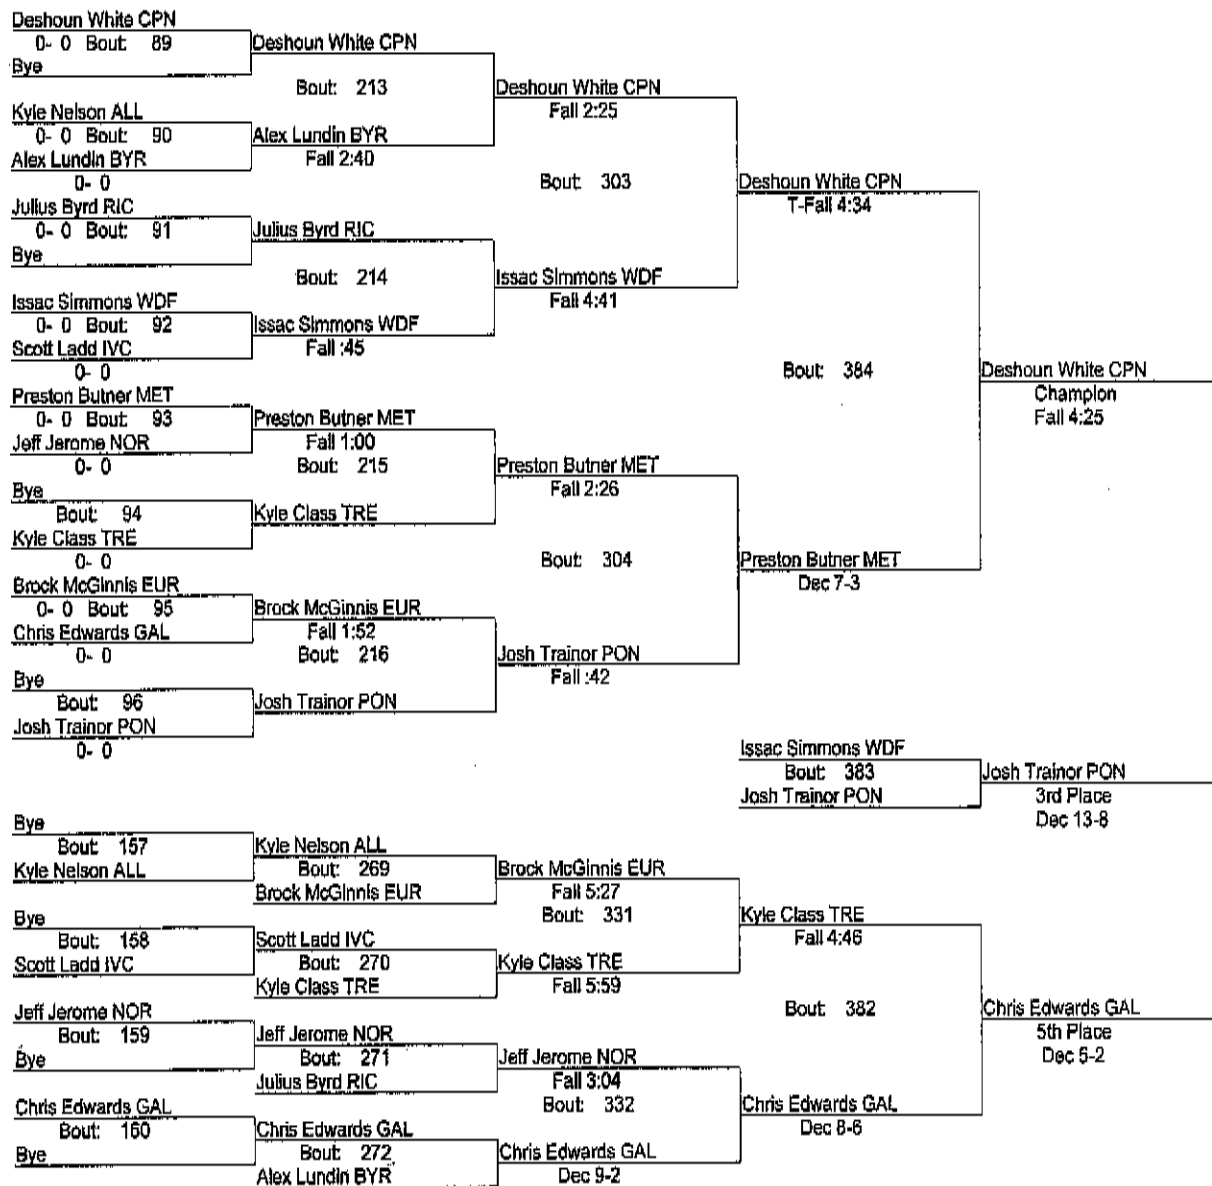 Deshoun White CPN
0- 0 Bout: 89
Bye
Deshoun White CPN
Bout: 213
Kyle Nelson ALL
0- 0 Bout: 90
Alex Lundin BYR
0- 0
Alex Lundin BYR
Fall 2:40
Deshoun White CPN
Fall 2:25
Bout: 303
Julius Byrd RIC
0- 0 Bout: 91
Bye
Julius Byrd RIC
Bout: 214
Issac Simmons WDF
0- 0 Bout: 92
Scott Ladd IVC
0- 0
Issac Simmons WDF
Fall :45
Issac Simmons WDF
Fall 4:41
Deshoun White CPN
T-Fall 4:34
Bout: 384
Preston Butner MET
0- 0 Bout: 93
Jeff Jerome NOR
0- 0
Preston Butner MET
Fall 1:00
Bout: 215
Bye
Bout: 94
Kyle Class TRE
0- 0
Kyle Class TRE
Preston Butner MET
Fall 2:26
Bout: 304
Brock McGinnis EUR
0- 0 Bout: 95
Chris Edwards GAL
0- 0
Brock McGinnis EUR
Fall 1:52
Bout: 216
Bye
Bout: 96
Josh Trainor PON
0- 0
Josh Trainor PON
Josh Trainor PON
Fall :42
Preston Butner MET
Dec 7-3
Deshoun White CPN
Champion
Fall 4:25
Issac Simmons WDF
Bout: 383
Josh Trainor PON
Josh Trainor PON
3rd Place
Dec 13-8
Bye
Bout: 157
Kyle Nelson ALL
Kyle Nelson ALL
Bout: 269
Brock McGinnis EUR
Brock McGinnis EUR
Fall 5:27
Bout: 331
Bye
Bout: 158
Scott Ladd IVC
Scott Ladd IVC
Bout: 270
Kyle Class TRE
Kyle Class TRE
Fall 5:59
Kyle Class TRE
Fall 4:46
Bout: 382
Jeff Jerome NOR
Bout: 159
Bye
Jeff Jerome NOR
Bout: 271
Julius Byrd RIC
Jeff Jerome NOR
Fall 3:04
Bout: 332
Chris Edwards GAL
Bout: 160
Bye
Chris Edwards GAL
Bout: 272
Alex Lundin BYR
Chris Edwards GAL
Dec 9-2
Chris Edwards GAL
Dec 8-6
Chris Edwards GAL
5th Place
Dec 5-2